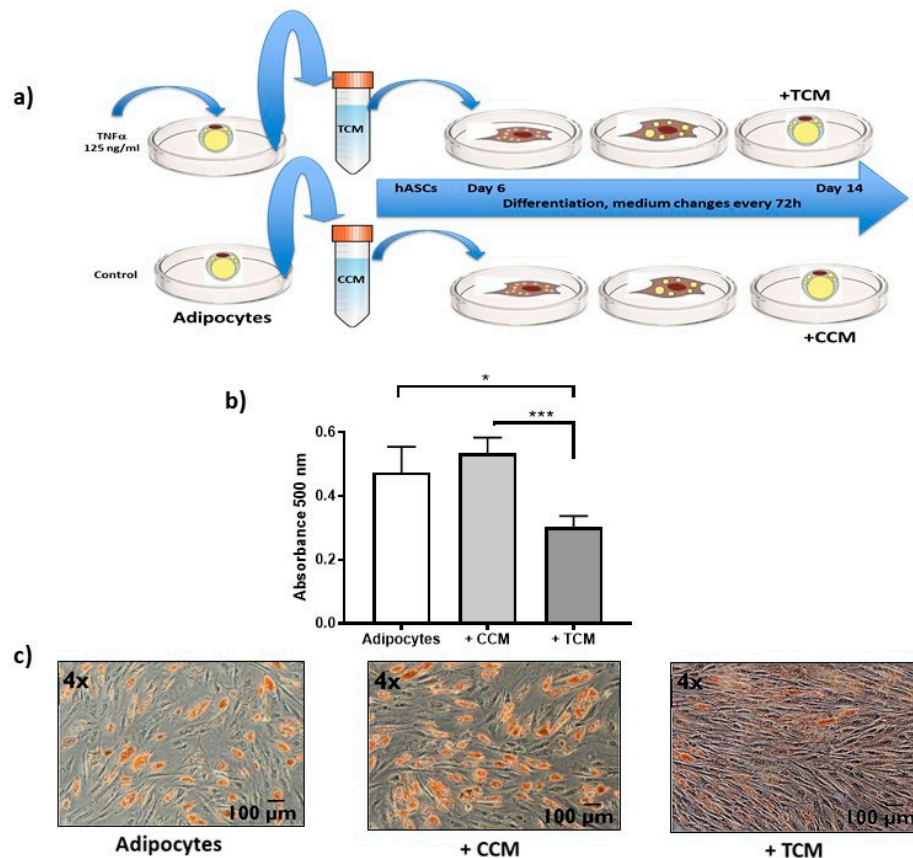 a)
+TCM
TNFα
125 ng/ml
TCM
hASCs Day 6 Day 14
Differentiation, medium changes every 72h
Control
CCM
Adipocytes
+CCM
b)
*
***
Absorbance 500 nm
0.6
0.4
0.2
0.0
Adipocytes + CCM + TCM
c)
4x 4x 4x
100 µm 100 µm 100 µm
Adipocytes + CCM + TCM